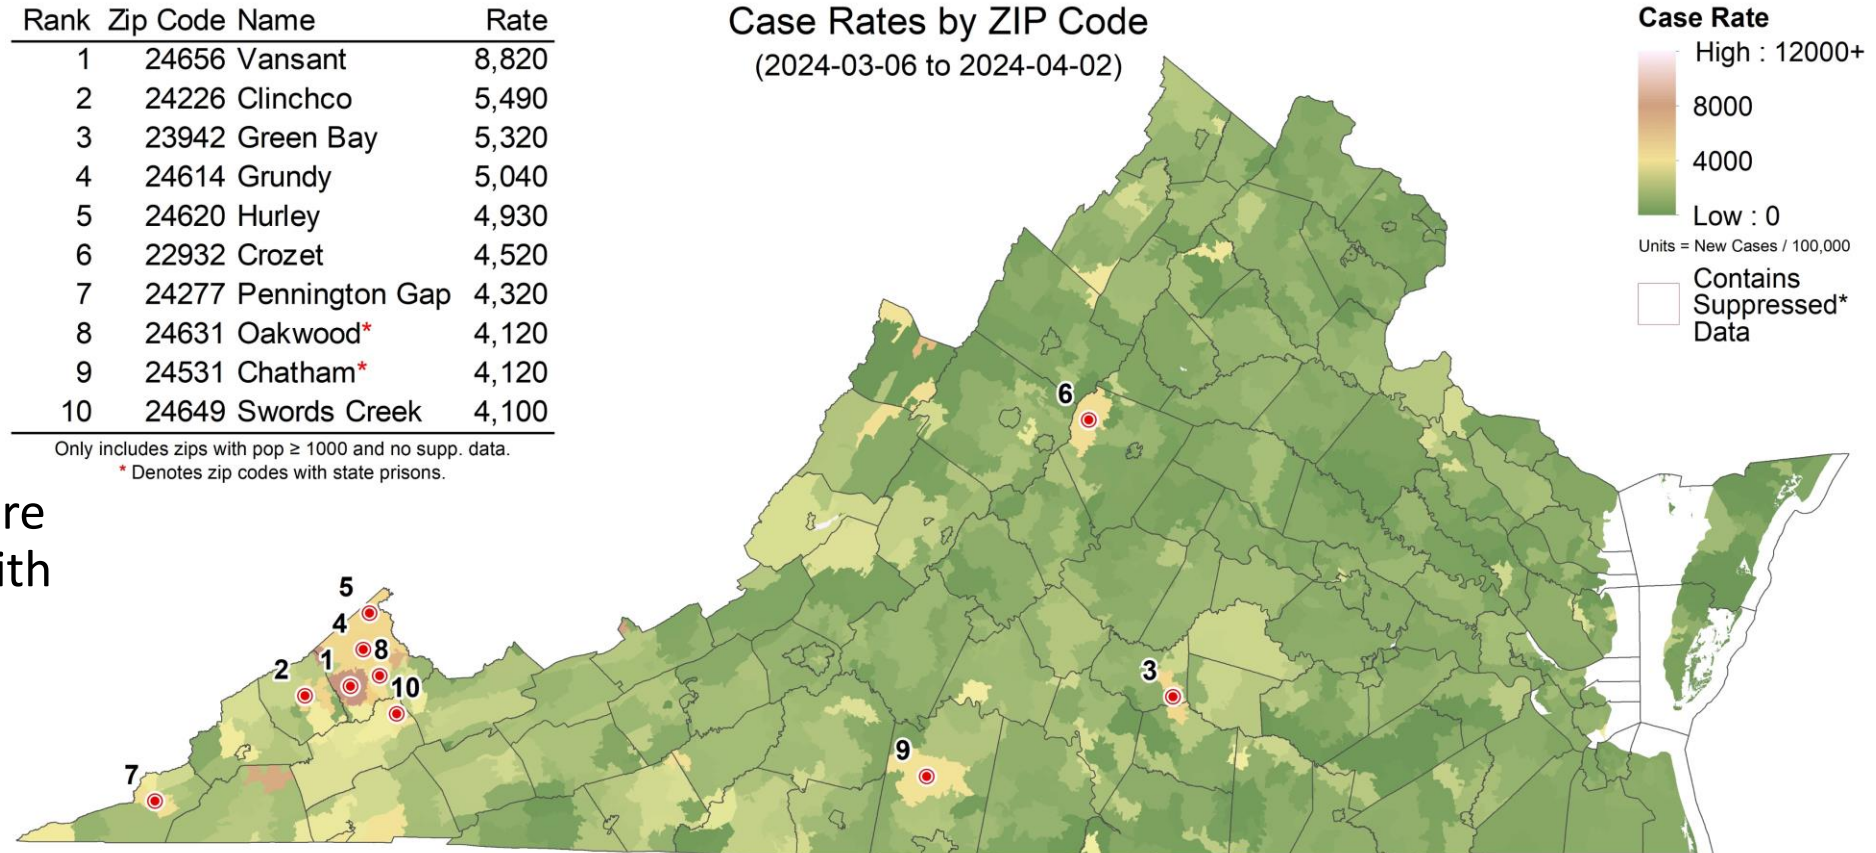 Rank Zip Code Name Rate
1 24656 Vansant 8,820
2 24226 Clinchco 5,490
3 23942 Green Bay 5,320
4 24614 Grundy 5,040
5 24620 Hurley 4,930
6 22932 Crozet 4,520
7 24277 Pennington Gap 4,320
8 24631 Oakwood* 4,120
9 24531 Chatham* 4,120
10 24649 Swords Creek 4,100
Only includes zips with pop ≥ 1000 and no supp. data.
* Denotes zip codes with state prisons.
re
ith
Case Rates by ZIP Code
(2024-03-06 to 2024-04-02)
Case Rate
High : 12000+
8000
4000
Low : 0
Units = New Cases / 100,000
Contains
Suppressed*
Data
6
5
4
8
1
2
10
3
9
7